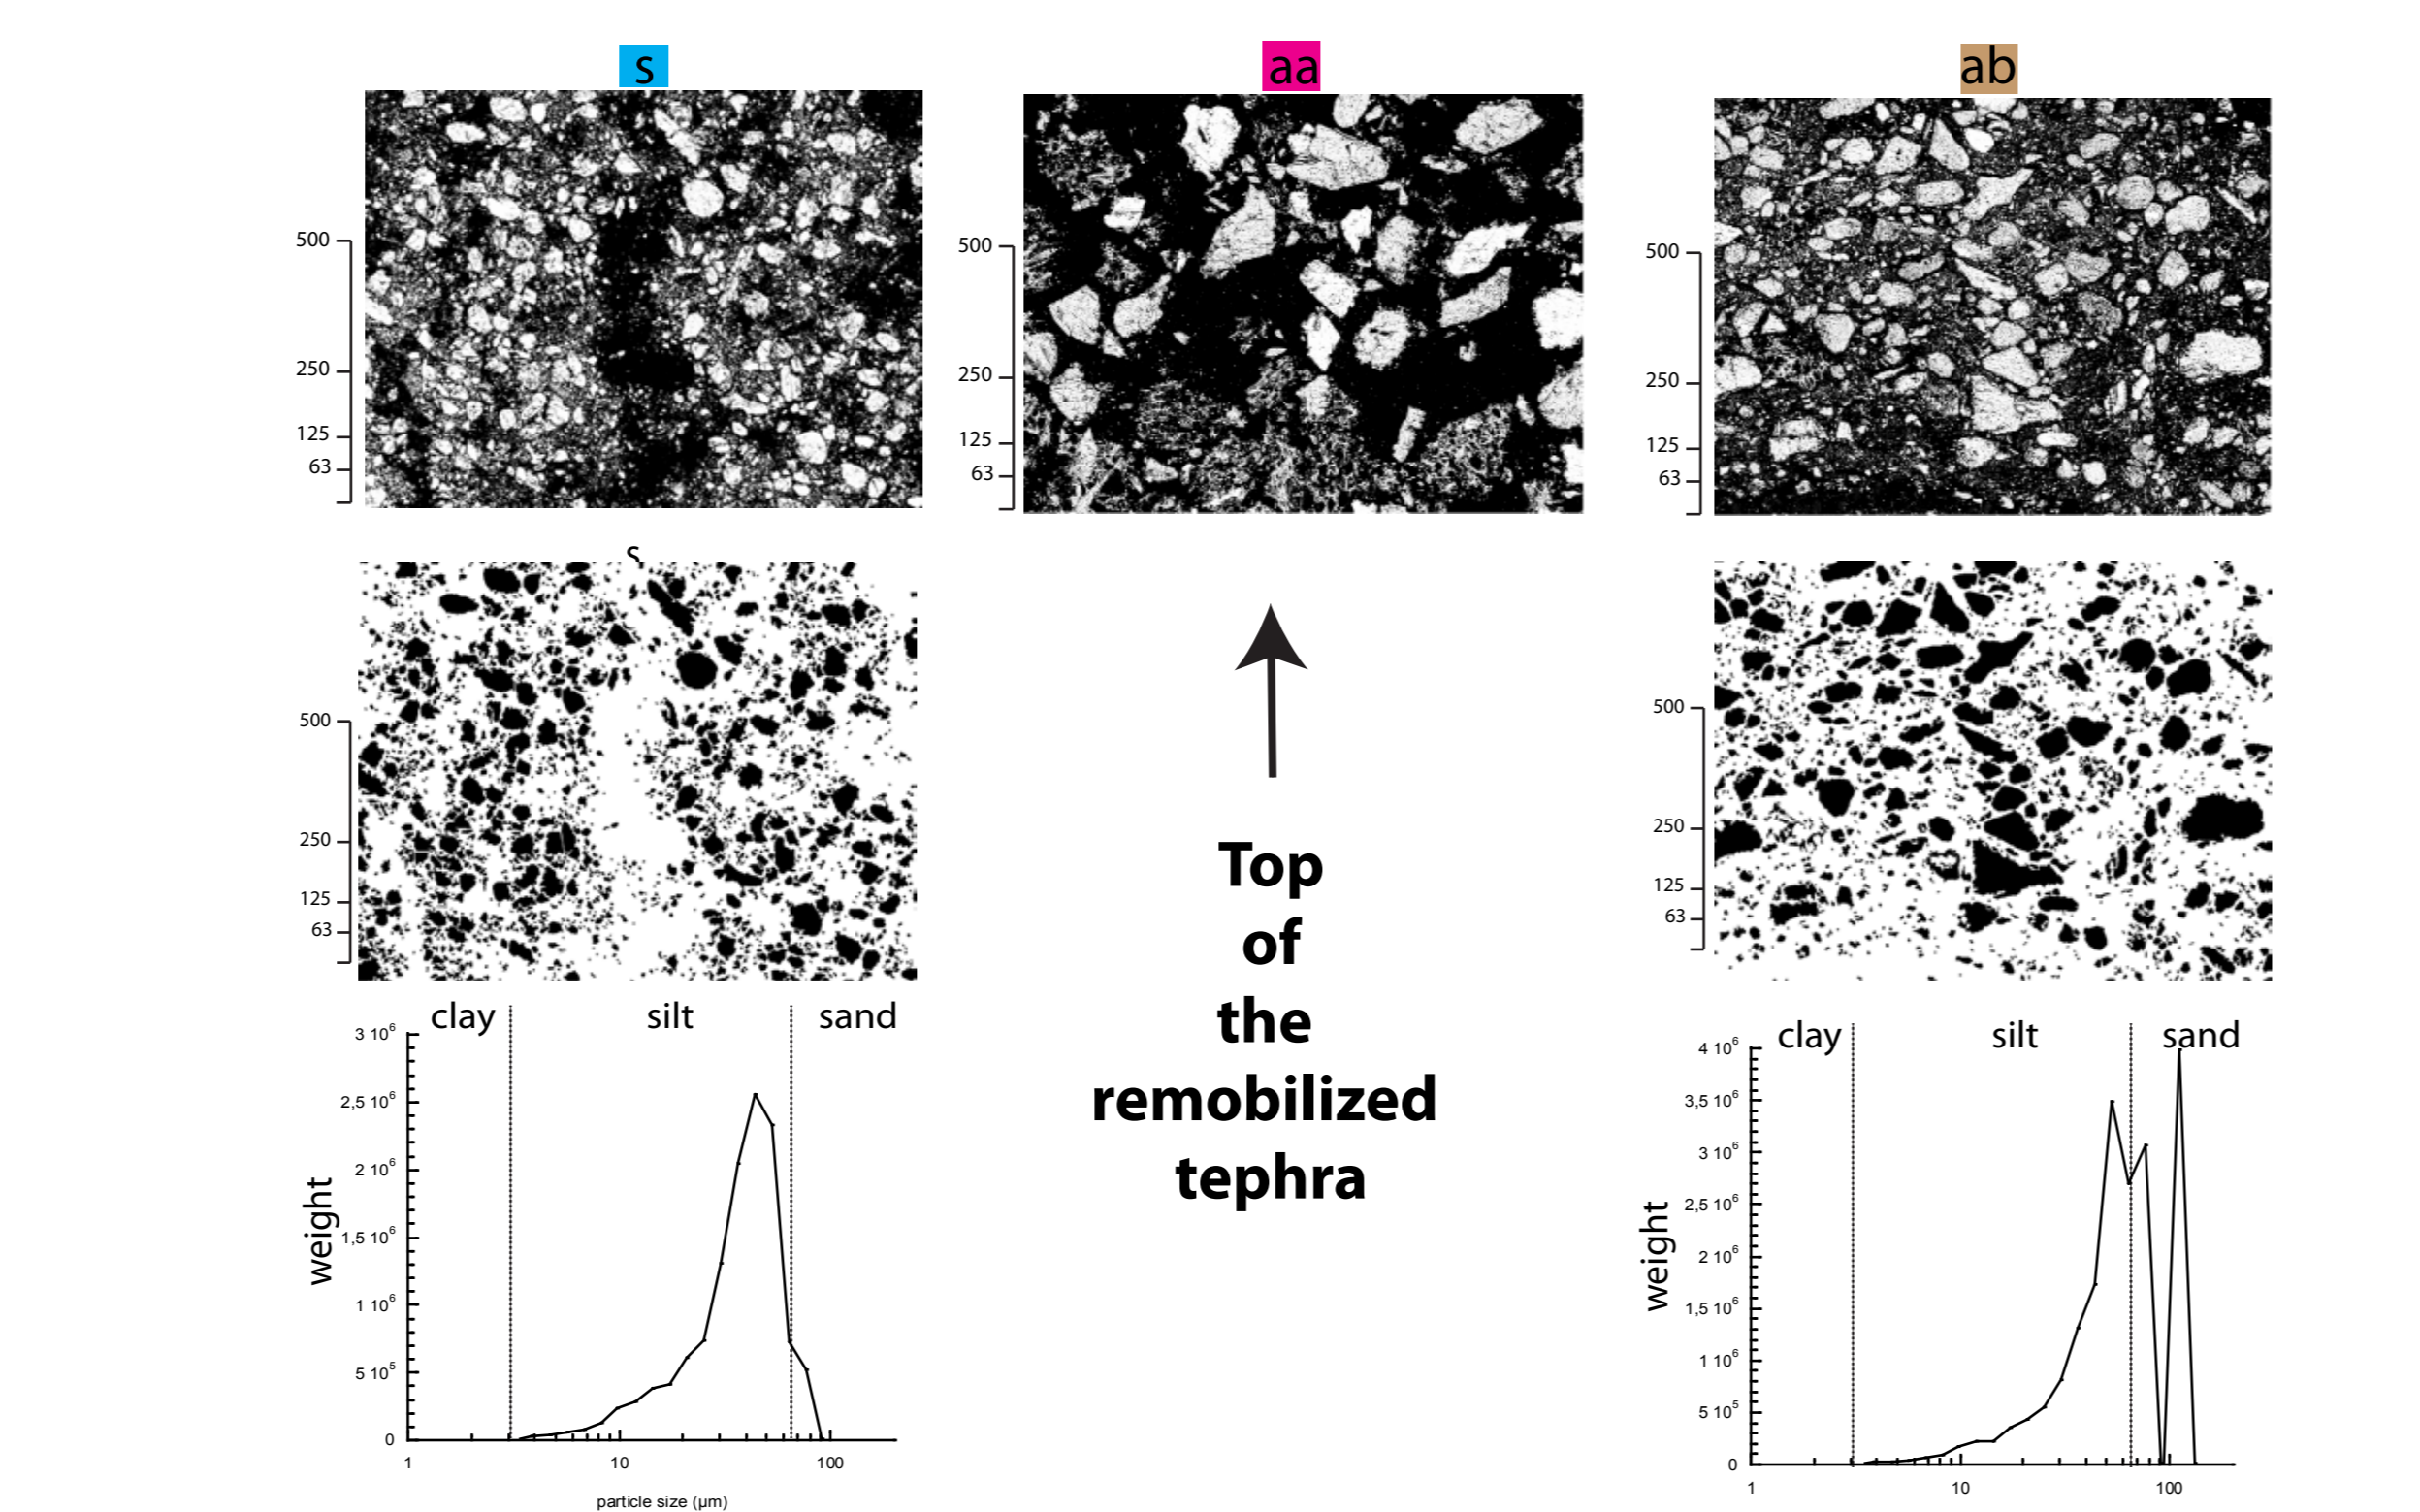 s
aa
ab
500
250
125
63
500
250
125
63
500
250
125
63
s
500
250
125
63
Top
of
the
remobilized
tephra
500
250
125
63
clay silt sand
3 10⁶
2,5 10⁶
2 10⁶
1,5 10⁶
1 10⁶
5 10⁵
0
weight
1 10 100
particle size (µm)
clay silt sand
4 10⁶
3,5 10⁶
3 10⁶
2,5 10⁶
2 10⁶
1,5 10⁶
1 10⁶
5 10⁵
0
weight
1 10 100